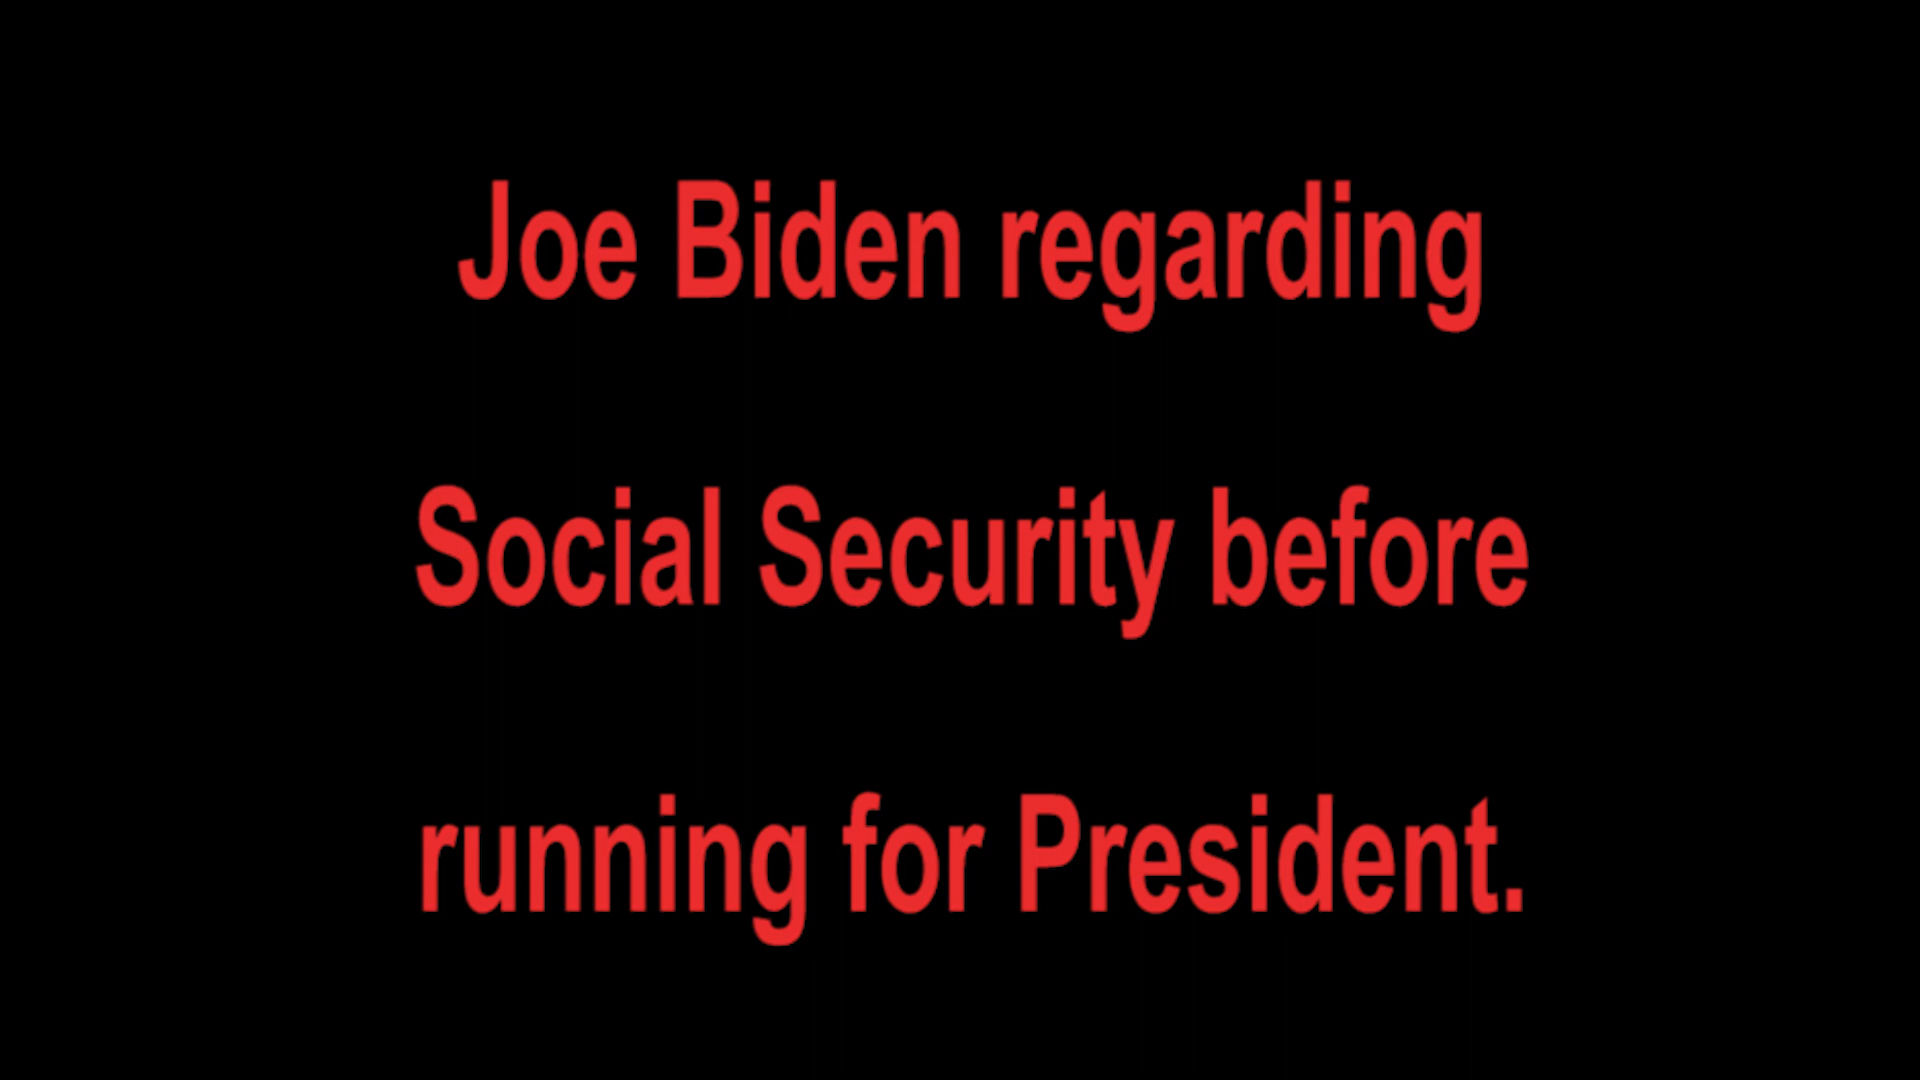 Joe Biden regarding
Social Security before
running for President.